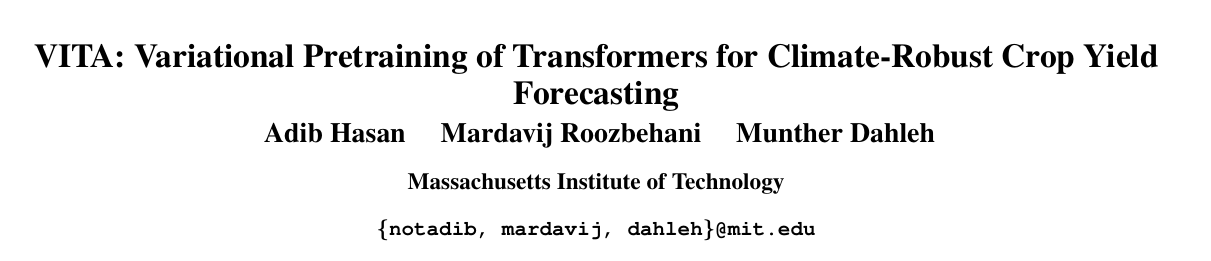 VITA: Variational Pretraining of Transformers for Climate-Robust Crop Yield
Forecasting
Adib Hasan Mardavij Roozbehani Munther Dahleh
Massachusetts Institute of Technology
{notadib, mardavij, dahleh}@mit.edu